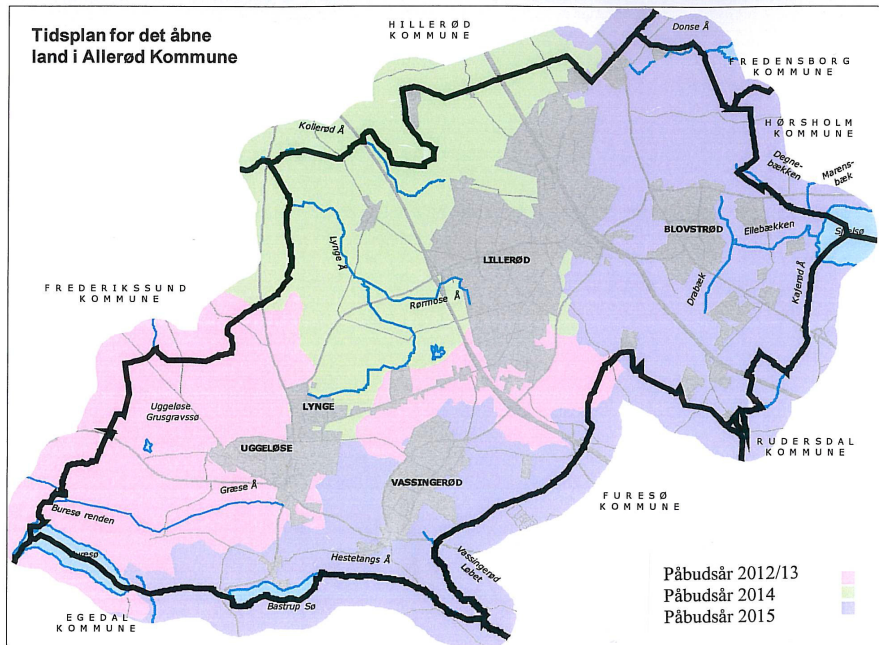 Tidsplan for det åbne
land i Allerød Kommune
HILLERØD
KOMMUNE
Donse Å
FREDENSBORG
KOMMUNE
HØRSHOLM
KOMMUNE
Kollerød Å
Degne-
bækken
Marens-
bæk
BLOVSTRØD
Ellebækken
Sjælsø
Lynge Å
LILLERØD
Kajerød Å
Drabæk
FREDERIKSSUND
KOMMUNE
Rørmose Å
Uggeløse
Grusgravssø
LYNGE
UGGELØSE
RUDERSDAL
KOMMUNE
Græse Å
VASSINGERØD
FURESØ
KOMMUNE
Buresø renden
Buresø
Hestetangs Å
Vassingerød
Løbet
Bastrup Sø
EGEDAL
KOMMUNE
Påbudsår 2012/13
Påbudsår 2014
Påbudsår 2015